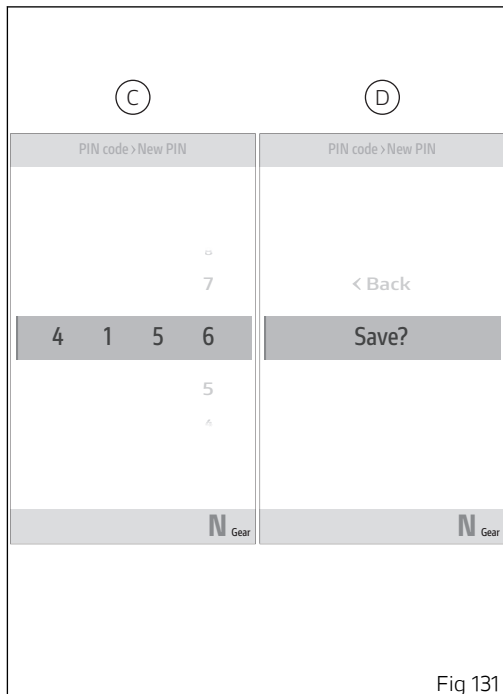 C
D
PIN code > New PIN
7
4 1 5 6
5
N Gear
PIN code > New PIN
< Back
Save?
N Gear
Fig 131